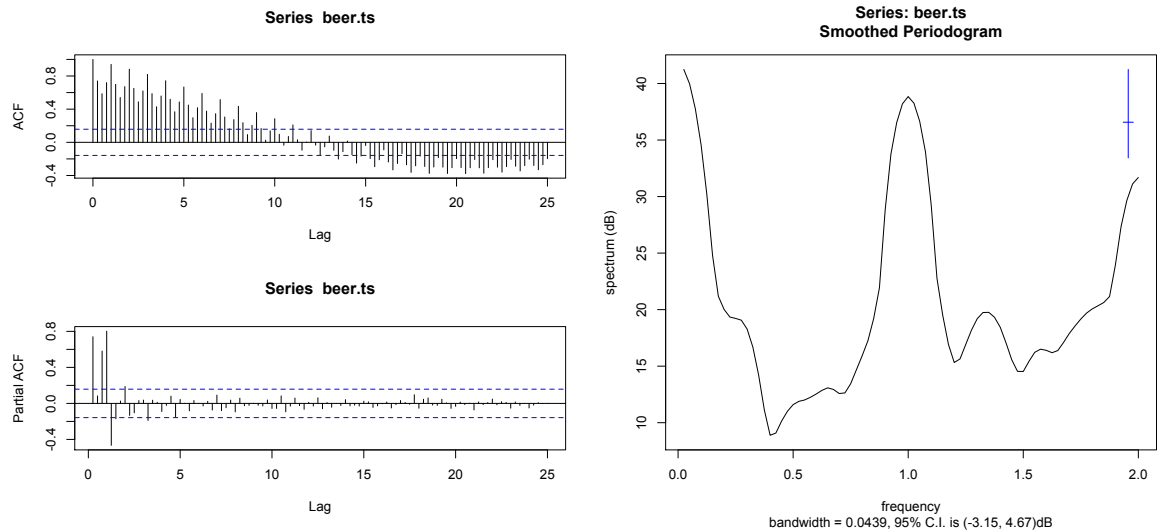 Series beer.ts
ACF
0.8
0.4
0.0
-0.4
0 5 10 15 20 25
Lag
Series beer.ts
Partial ACF
0.8
0.4
0.0
-0.4
0 5 10 15 20 25
Lag
Series: beer.ts
Smoothed Periodogram
spectrum (dB)
40
35
30
25
20
15
10
0.0 0.5 1.0 1.5 2.0
frequency
bandwidth = 0.0439, 95% C.I. is (-3.15, 4.67)dB